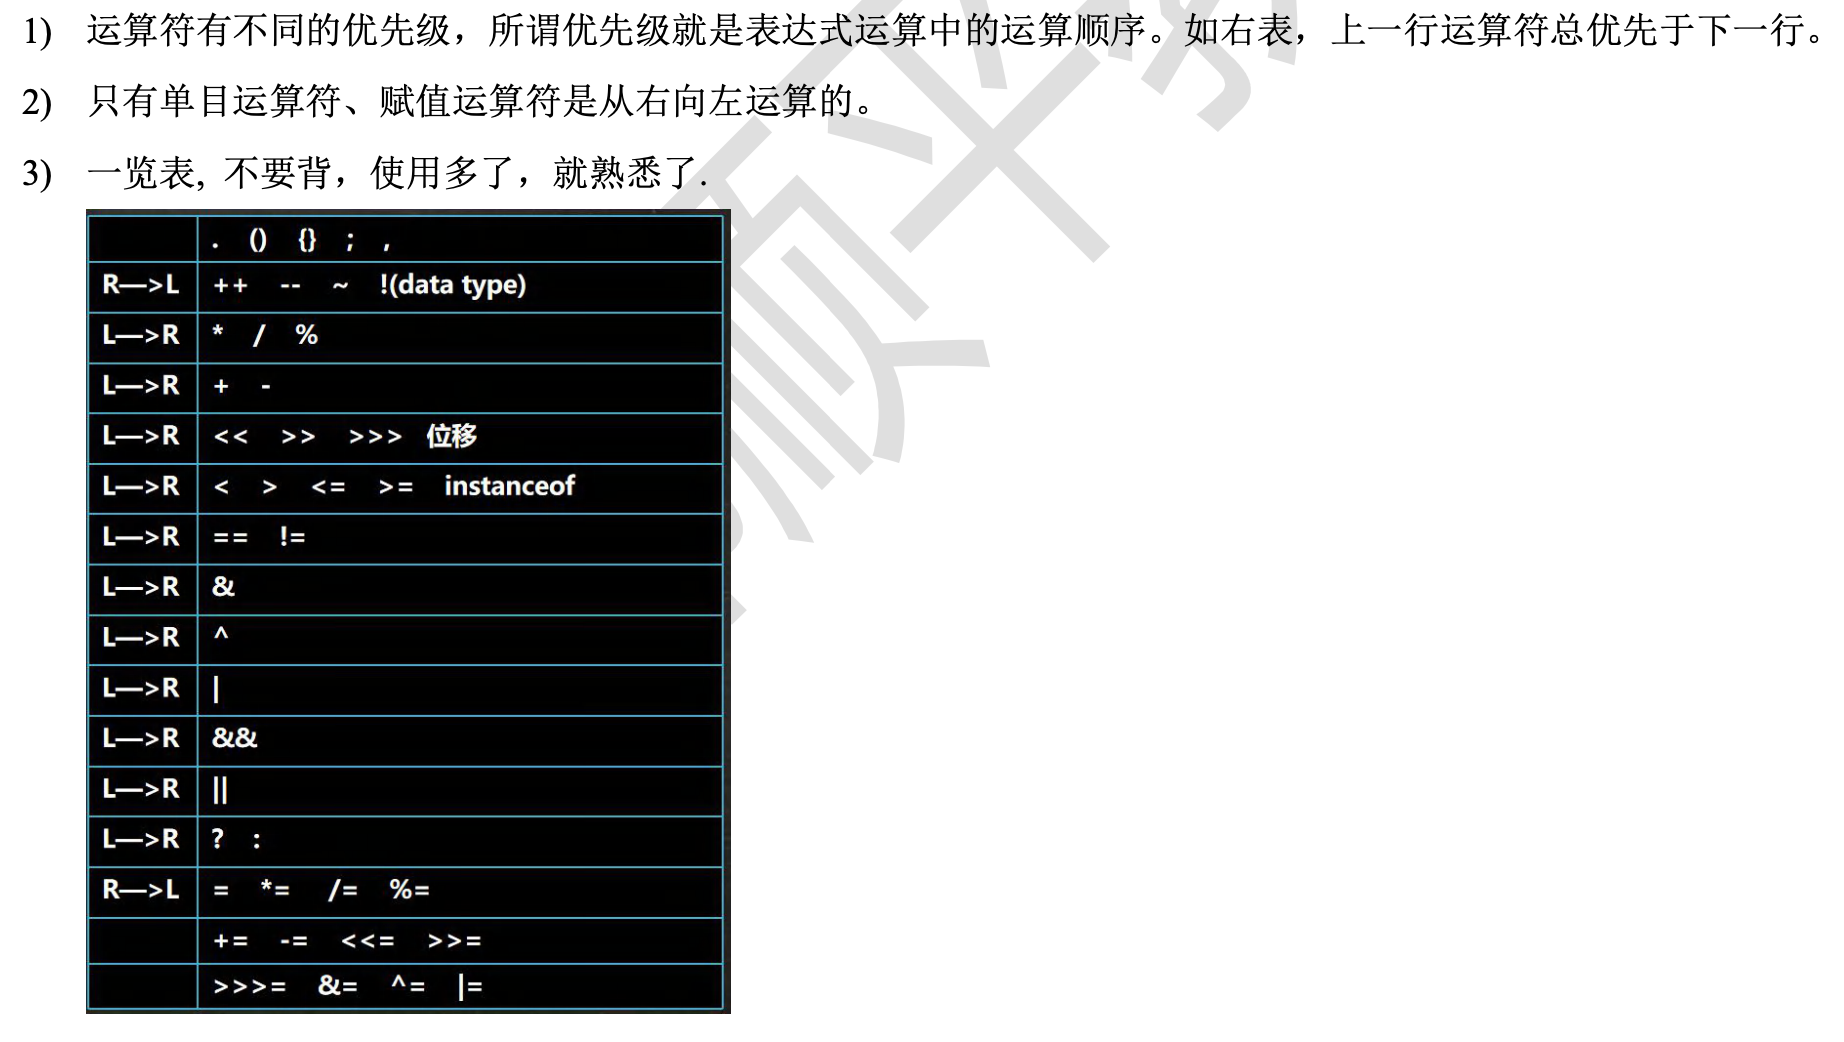 1) 运算符有不同的优先级，所谓优先级就是表达式运算中的运算顺序。如右表，上一行运算符总优先于下一行。
2) 只有单目运算符、赋值运算符是从右向左运算的。
3) 一览表, 不要背，使用多了，就熟悉了.
. () {} ; ,
R—>L ++ -- ~ !(data type)
L—>R * / %
L—>R + -
L—>R << >> >>> 位移
L—>R < > <= >= instanceof
L—>R == !=
L—>R &
L—>R ^
L—>R |
L—>R &&
L—>R ||
L—>R ? :
R—>L = *= /= %=
+= -= <<= >>=
>>>= &= ^= |=
顺平